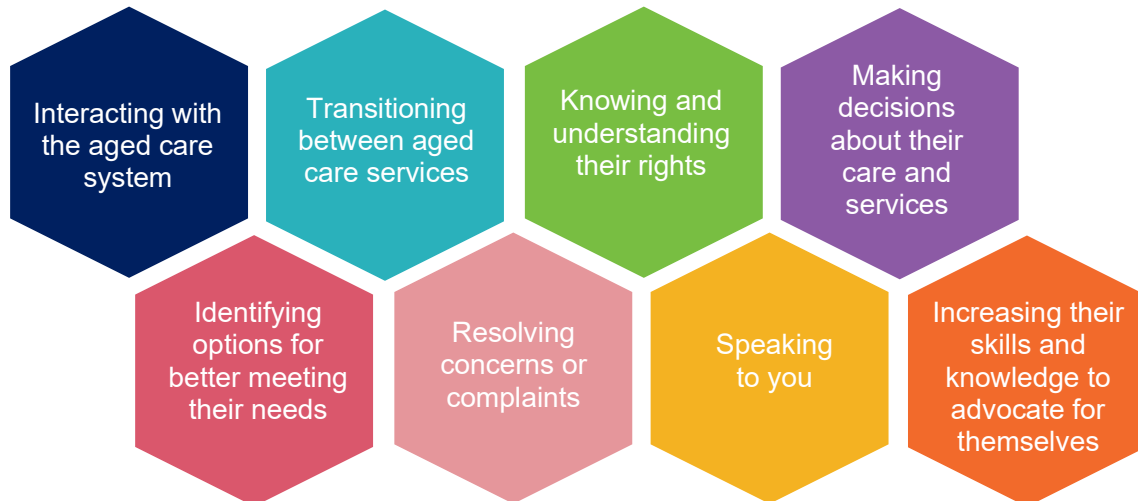 Interacting with
the aged care
system
Transitioning
between aged
care services
Knowing and
understanding
their rights
Making
decisions
about their
care and
services
Identifying
options for
better meeting
their needs
Resolving
concerns or
complaints
Speaking
to you
Increasing their
skills and
knowledge to
advocate for
themselves